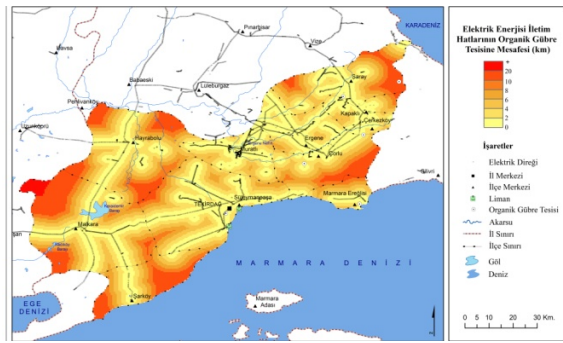 KARADENİZ
Pınarhisar
Vize
Babaeski
Lüleburgaz
Saray
Pehlivanköy
Kapaklı
Çerkezköy
Uzunköprü
Hayrabolu
Muratlı
Ergene
Çorlu
Silivri
TEKİRDAĞ
Süleymanpaşa
Marmara Ereğlisi
Malkara
MARMARA DENİZİ
Şarköy
EGE
DENİZİ
Marmara
Adası
Elektrik Enerjisi İletim
Hatlarının Organik Gübre
Tesisine Mesafesi (km)
+
20
10
8
6
4
2
0
İşaretler
Elektrik Direği
İl Merkezi
İlçe Merkezi
Liman
Organik Gübre Tesisi
Akarsu
İl Sınırı
İlçe Sınırı
Göl
Deniz
0 5 10 20 30 Km.